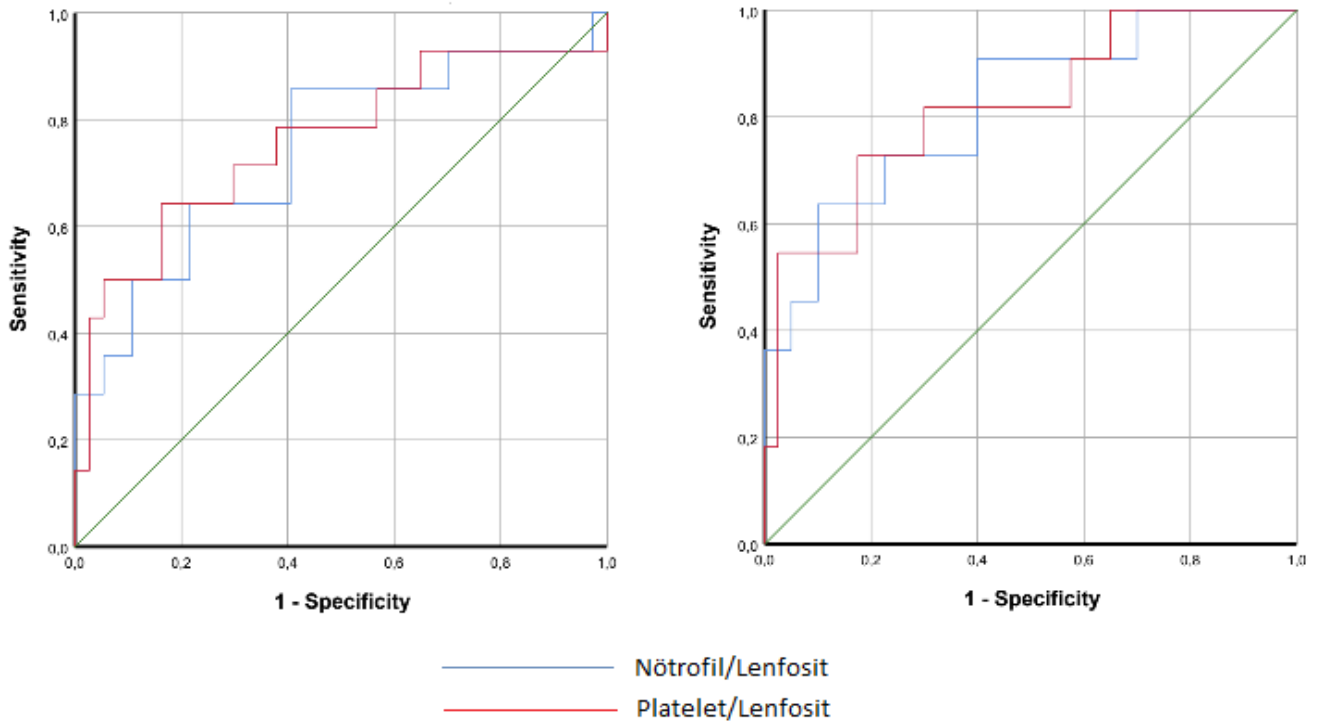 1,0
0,8
0,6
0,4
0,2
0,0
Sensitivity
0,0 0,2 0,4 0,6 0,8 1,0
1 - Specificity
1,0
0,8
0,6
0,4
0,2
0,0
Sensitivity
0,0 0,2 0,4 0,6 0,8 1,0
1 - Specificity
Nötrofil/Lenfosit
Platelet/Lenfosit